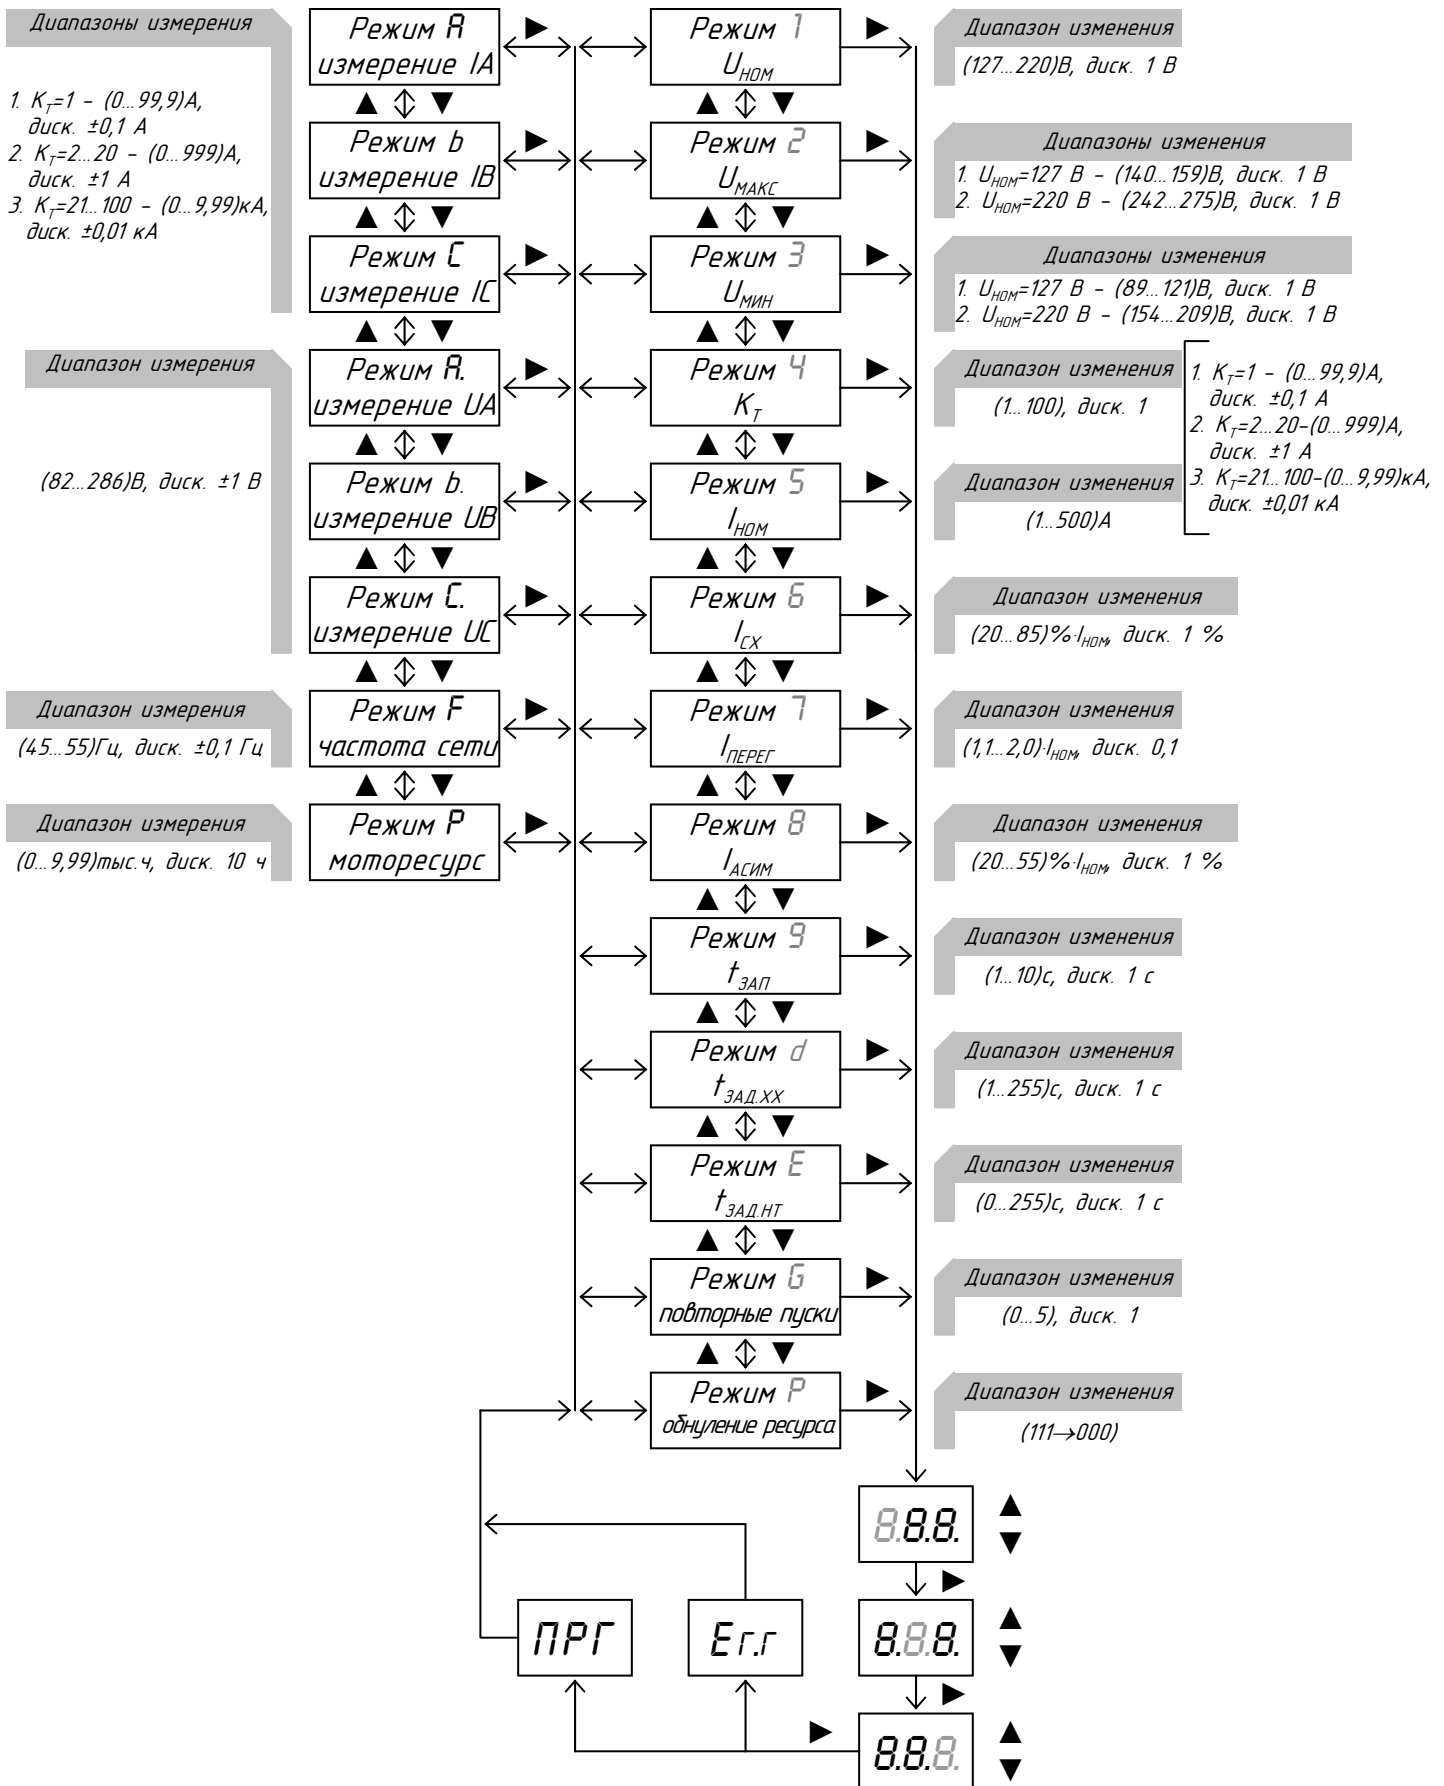 Диапазоны измерения
1. KТ=1 – (0...99,9)А,
диск. ±0,1 А
2. KТ=2...20 – (0...999)А,
диск. ±1 А
3. KТ=21...100 – (0...9,99)кА,
диск. ±0,01 кА
Диапазон измерения
(82...286)В, диск. ±1 В
Диапазон измерения
(45...55)Гц, диск. ±0,1 Гц
Диапазон измерения
(0...9,99)тыс.ч, диск. 10 ч
Режим A
измерение IA
▲ ▼
Режим b
измерение IB
▲ ▼
Режим C
измерение IC
▲ ▼
Режим A.
измерение UA
▲ ▼
Режим b.
измерение UB
▲ ▼
Режим C.
измерение UC
▲ ▼
Режим F
частота сети
▲ ▼
Режим P
моторесурс
Режим 1
UНОМ
▲ ▼
Режим 2
UМАКС
▲ ▼
Режим 3
UМИН
▲ ▼
Режим 4
KТ
▲ ▼
Режим 5
IНОМ
▲ ▼
Режим 6
IСХ
▲ ▼
Режим 7
IПЕРЕГ
▲ ▼
Режим 8
IАСИМ
▲ ▼
Режим 9
tЗАП
▲ ▼
Режим d
tЗАД.ХХ
▲ ▼
Режим E
tЗАД.НТ
▲ ▼
Режим G
повторные пуски
▲ ▼
Режим P
обнуление ресурса
Диапазон изменения
(127...220)В, диск. 1 В
Диапазоны изменения
1. UНОМ=127 В – (140...159)В, диск. 1 В
2. UНОМ=220 В – (242...275)В, диск. 1 В
Диапазоны изменения
1. UНОМ=127 В – (89...121)В, диск. 1 В
2. UНОМ=220 В – (154...209)В, диск. 1 В
Диапазон изменения
(1...100), диск. 1
Диапазон изменения
(1...500)А
1. KТ=1 – (0...99,9)А,
диск. ±0,1 А
2. KТ=2...20–(0...999)А,
диск. ±1 А
3. KТ=21...100–(0...9,99)кА,
диск. ±0,01 кА
Диапазон изменения
(20...85)%·IНОМ, диск. 1 %
Диапазон изменения
(1,1...2,0)·IНОМ, диск. 0,1
Диапазон изменения
(20...55)%·IНОМ, диск. 1 %
Диапазон изменения
(1...10)с, диск. 1 с
Диапазон изменения
(1...255)с, диск. 1 с
Диапазон изменения
(0...255)с, диск. 1 с
Диапазон изменения
(0...5), диск. 1
Диапазон изменения
(111→000)
8.8.8.
ПРГ
Er.r
8.8.8.
8.8.8.